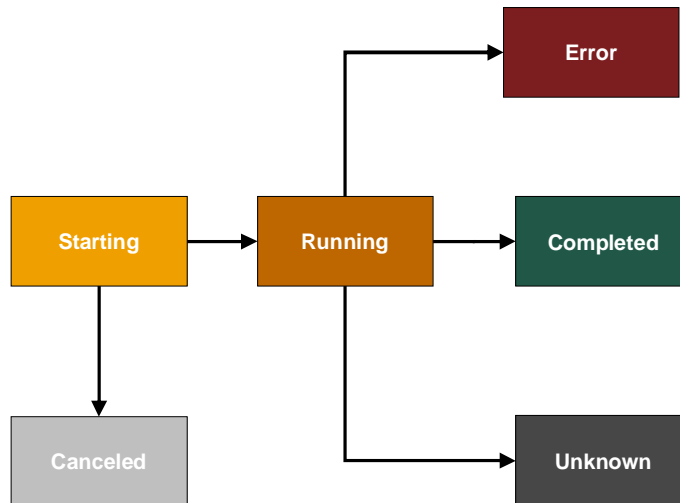 Error
Starting
Running
Completed
Canceled
Unknown